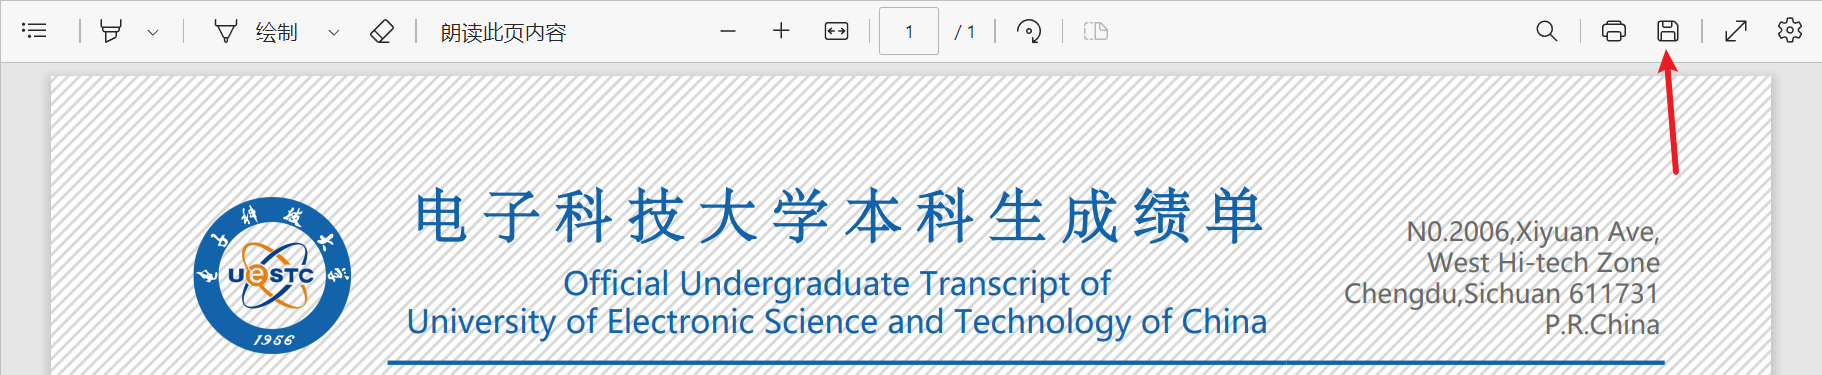 绘制
朗读此页内容
1
/ 1
电子科技大学
UeSTC
1956
电子科技大学本科生成绩单
Official Undergraduate Transcript of
University of Electronic Science and Technology of China
N0.2006,Xiyuan Ave,
West Hi-tech Zone
Chengdu,Sichuan 611731
P.R.China